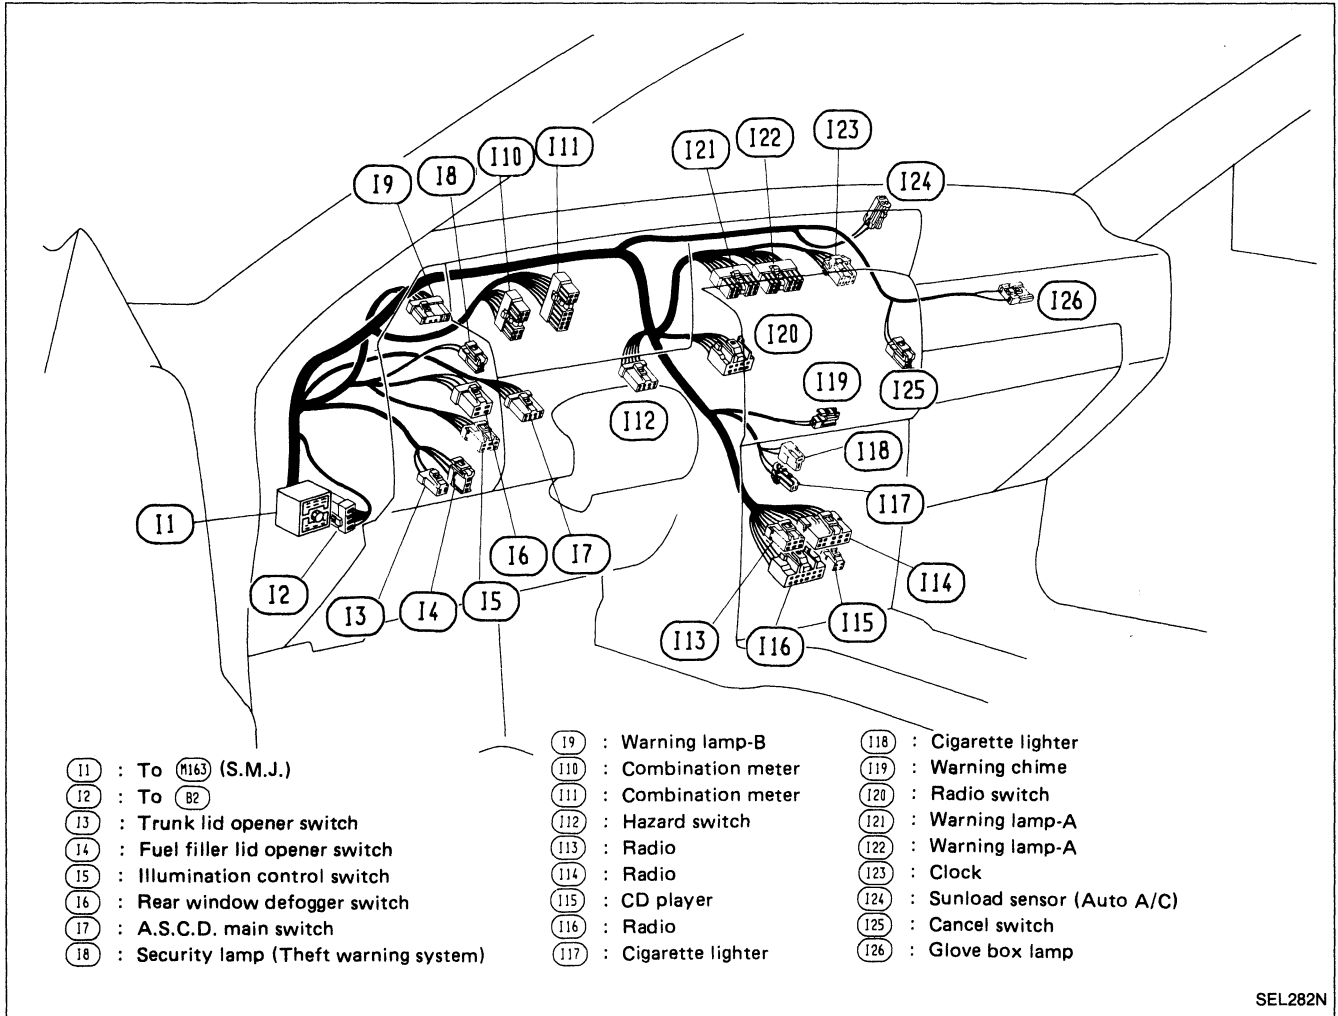 I9 I8 I10 I11 I21 I22 I23 I24
I26
I20
I12 I19 I25
I18
I1 I17
I2 I3 I4 I5 I6 I7 I13 I16 I15 I14
I1 : To M163 (S.M.J.)
I2 : To B2
I3 : Trunk lid opener switch
I4 : Fuel filler lid opener switch
I5 : Illumination control switch
I6 : Rear window defogger switch
I7 : A.S.C.D. main switch
I8 : Security lamp (Theft warning system)
I9 : Warning lamp-B
I10 : Combination meter
I11 : Combination meter
I12 : Hazard switch
I13 : Radio
I14 : Radio
I15 : CD player
I16 : Radio
I17 : Cigarette lighter
I18 : Cigarette lighter
I19 : Warning chime
I20 : Radio switch
I21 : Warning lamp-A
I22 : Warning lamp-A
I23 : Clock
I24 : Sunload sensor (Auto A/C)
I25 : Cancel switch
I26 : Glove box lamp
SEL282N